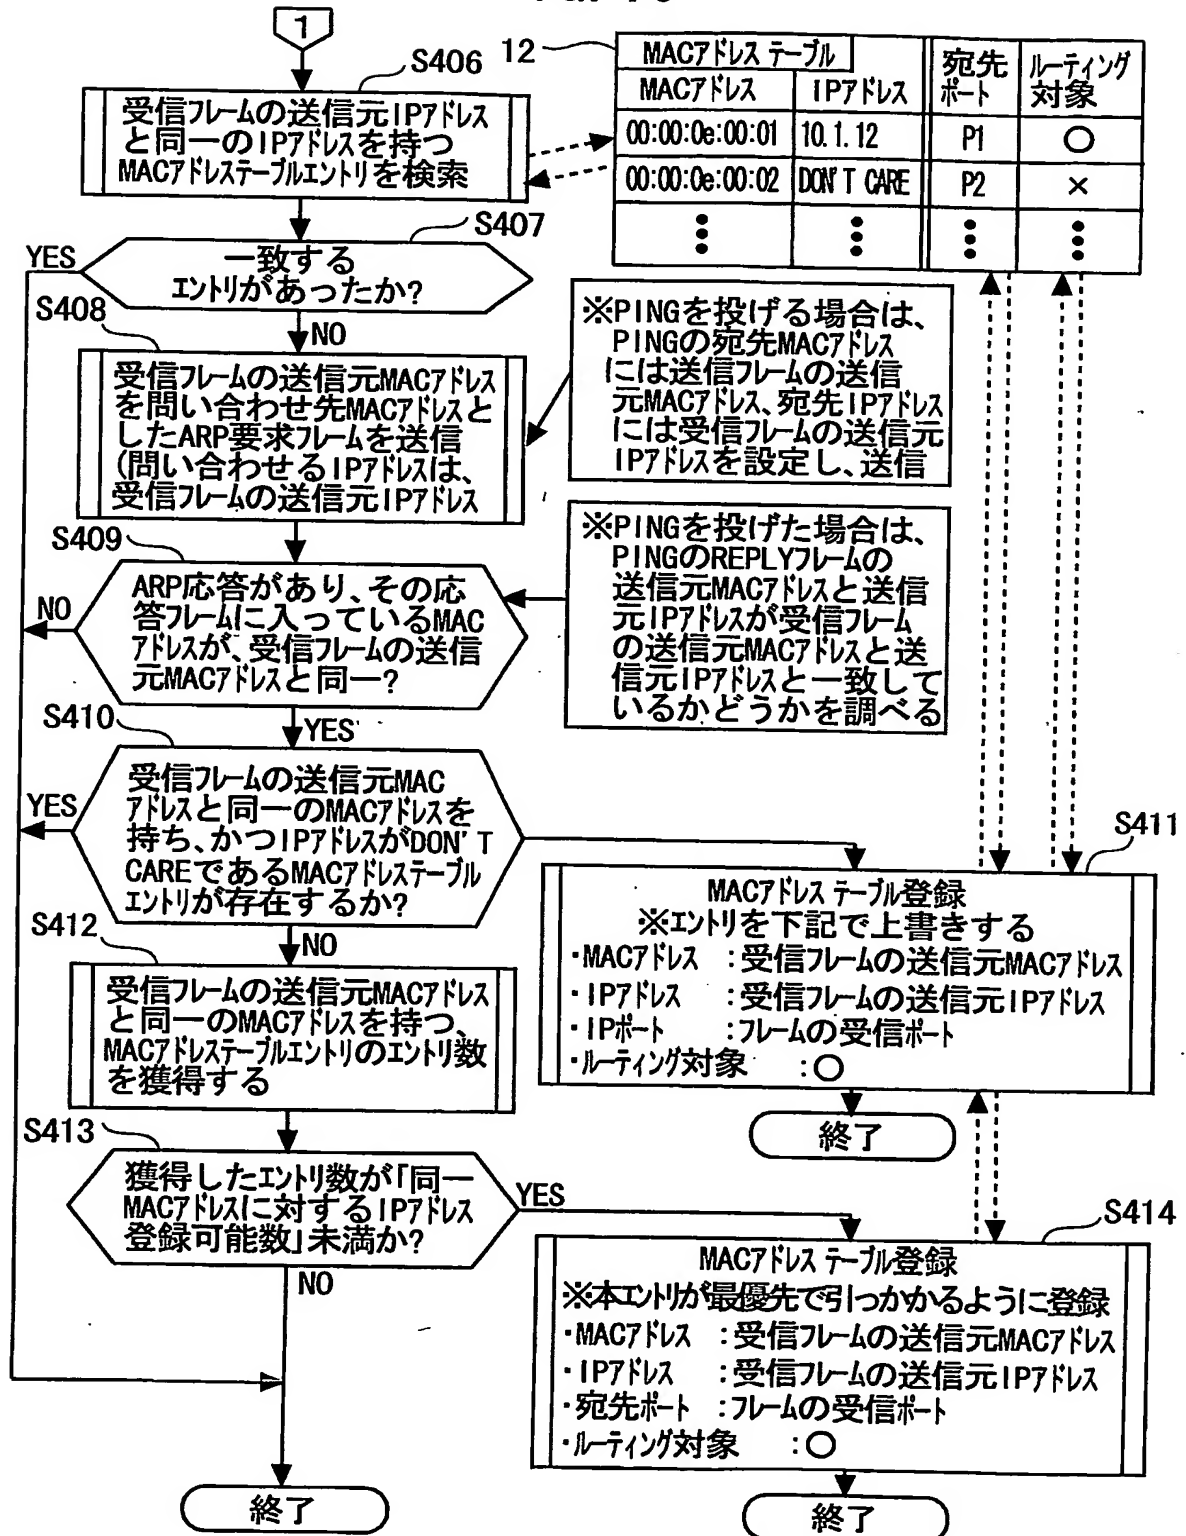 1
S406
受信フレームの送信元IPアドレス
と同一のIPアドレスを持つ
MACアドレステーブルエントリを検索
12
MACアドレス テーブル
MACアドレス
IPアドレス
宛先
ポート
ルーティング
対象
00:00:0e:00:01
10.1.12
P1
○
00:00:0e:00:02
DON'T CARE
P2
×
S407
一致する
エントリがあったか?
YES
NO
S408
受信フレームの送信元MACアドレス
を問い合わせ先MACアドレスと
したARP要求フレームを送信
(問い合わせるIPアドレスは、
受信フレームの送信元IPアドレス
※PINGを投げる場合は、
PINGの宛先MACアドレス
には送信フレームの送信
元MACアドレス、宛先IPアドレス
には受信フレームの送信元
IPアドレスを設定し、送信
S409
ARP応答があり、その応
答フレームに入っているMAC
アドレスが、受信フレームの送信
元MACアドレスと同一?
NO
YES
※PINGを投げた場合は、
PINGのREPLYフレームの
送信元MACアドレスと送信
元IPアドレスが受信フレーム
の送信元MACアドレスと送
信元IPアドレスと一致して
いるかどうかを調べる
S410
受信フレームの送信元MAC
アドレスと同一のMACアドレスを
持ち、かつIPアドレスがDON'T
CAREであるMACアドレステーブル
エントリが存在するか?
YES
NO
S411
MACアドレス テーブル登録
※エントリを下記で上書きする
・MACアドレス :受信フレームの送信元MACアドレス
・IPアドレス :受信フレームの送信元IPアドレス
・IPポート :フレームの受信ポート
・ルーティング対象 :○
終了
S412
受信フレームの送信元MACアドレス
と同一のMACアドレスを持つ、
MACアドレステーブルエントリのエントリ数
を獲得する
S413
獲得したエントリ数が「同一
MACアドレスに対するIPアドレス
登録可能数」未満か?
YES
NO
S414
MACアドレス テーブル登録
※本エントリが最優先で引っかかるように登録
・MACアドレス :受信フレームの送信元MACアドレス
・IPアドレス :受信フレームの送信元IPアドレス
・宛先ポート :フレームの受信ポート
・ルーティング対象 :○
終了
終了